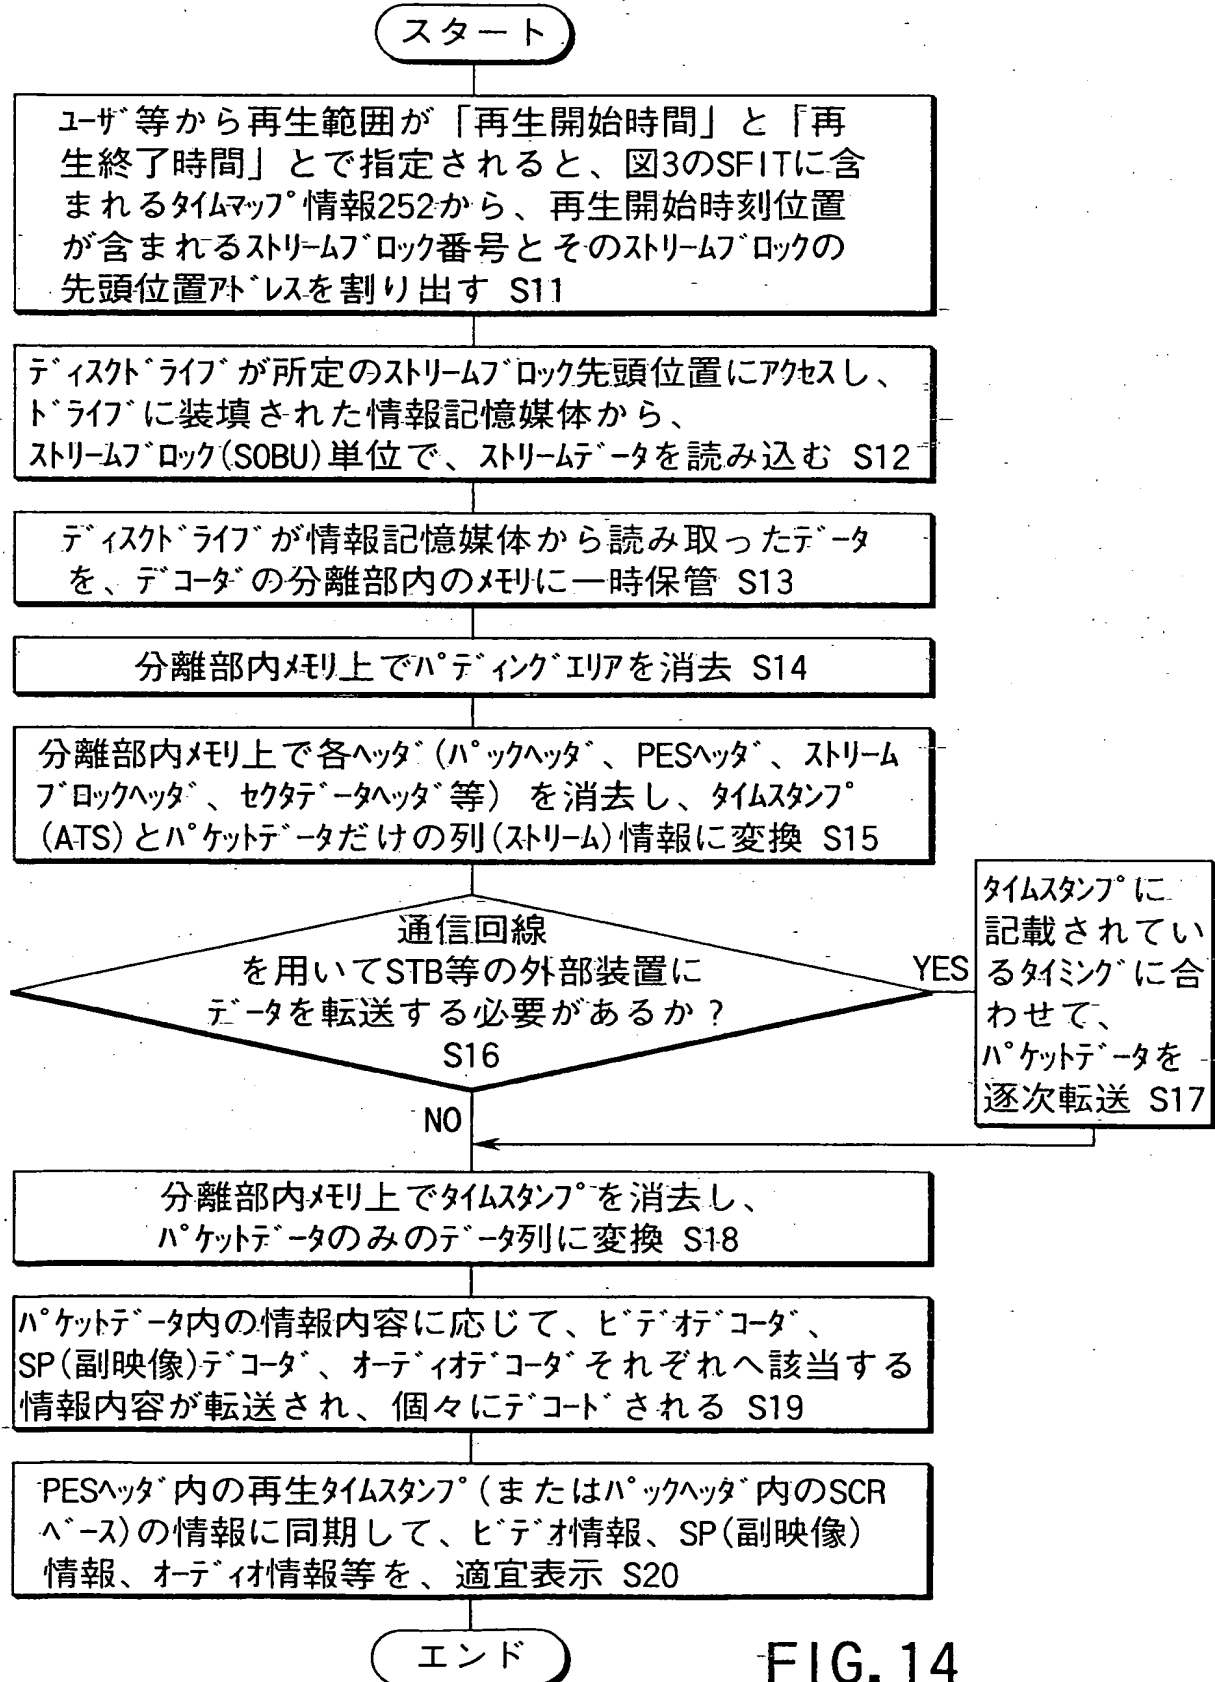 スタート
ユーザ等から再生範囲が「再生開始時間」と「再
生終了時間」とで指定されると、図3のSFITに含
まれるタイムマップ情報252から、再生開始時刻位置
が含まれるストリームブロック番号とそのストリームブロックの
先頭位置アドレスを割り出す S11
ディスクドライブが所定のストリームブロック先頭位置にアクセスし、
ドライブに装填された情報記憶媒体から、
ストリームブロック(SOBU)単位で、ストリームデータを読み込む S12
ディスクドライブが情報記憶媒体から読み取ったデータ
を、デコーダの分離部内のメモリに一時保管 S13
分離部内メモリ上でパディングエリアを消去 S14
分離部内メモリ上で各ヘッダ(パックヘッダ、PESヘッダ、ストリーム
ブロックヘッダ、セクタデータヘッダ等)を消去し、タイムスタンプ
(ATS)とパケットデータだけの列(ストリーム)情報に変換 S15
通信回線
を用いてSTB等の外部装置に
データを転送する必要があるか?
S16
YES
タイムスタンプに
記載されてい
るタイミングに合
わせて、
パケットデータを
逐次転送 S17
NO
分離部内メモリ上でタイムスタンプを消去し、
パケットデータのみのデータ列に変換 S18
パケットデータ内の情報内容に応じて、ビデオデコーダ、
SP(副映像)デコーダ、オーディオデコーダそれぞれへ該当する
情報内容が転送され、個々にデコードされる S19
PESヘッダ内の再生タイムスタンプ(またはパックヘッダ内のSCR
ベース)の情報に同期して、ビデオ情報、SP(副映像)
情報、オーディオ情報等を、適宜表示 S20
エンド
FIG. 14